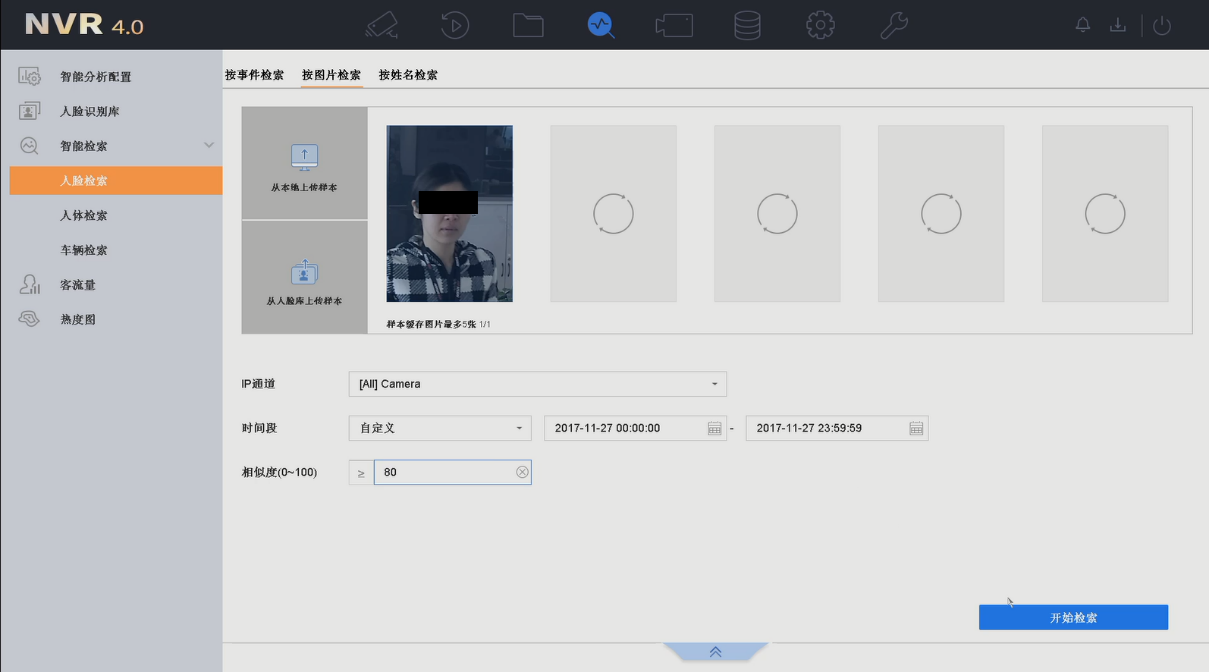 NVR 4.0
智能分析配置
人脸识别库
智能检索
人脸检索
人体检索
车辆检索
客流量
热度图
按事件检索 按图片检索 按姓名检索
从本地上传样本
从人脸库上传样本
样本留存图片最多5张 1/1
IP通道 [All] Camera
时间段 自定义 2017-11-27 00:00:00 - 2017-11-27 23:59:59
相似度(0~100) ≥ 80
开始检索